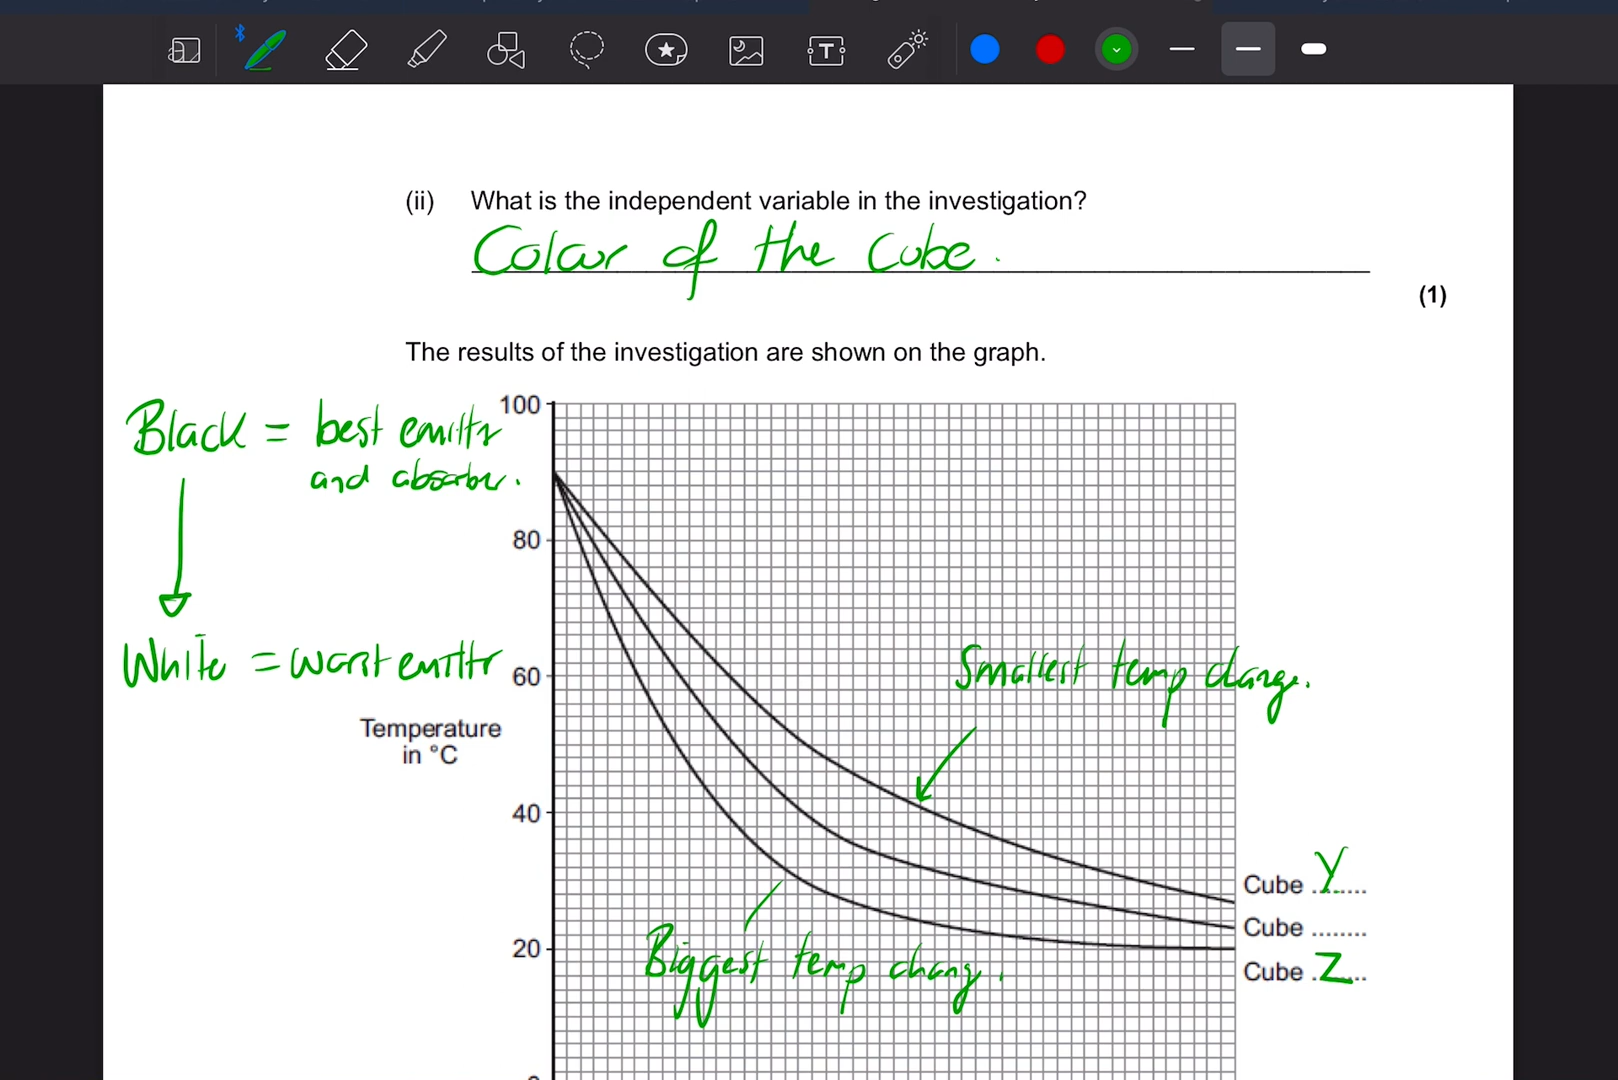 (ii) What is the independent variable in the investigation?
Colour of the Cube.
(1)
The results of the investigation are shown on the graph.
Black = best emitter
and absorber.
White = worst emitter
Temperature
in °C
100
80
60
40
20
0
Smallest temp change.
Biggest temp change.
Cube Y
Cube ........
Cube Z